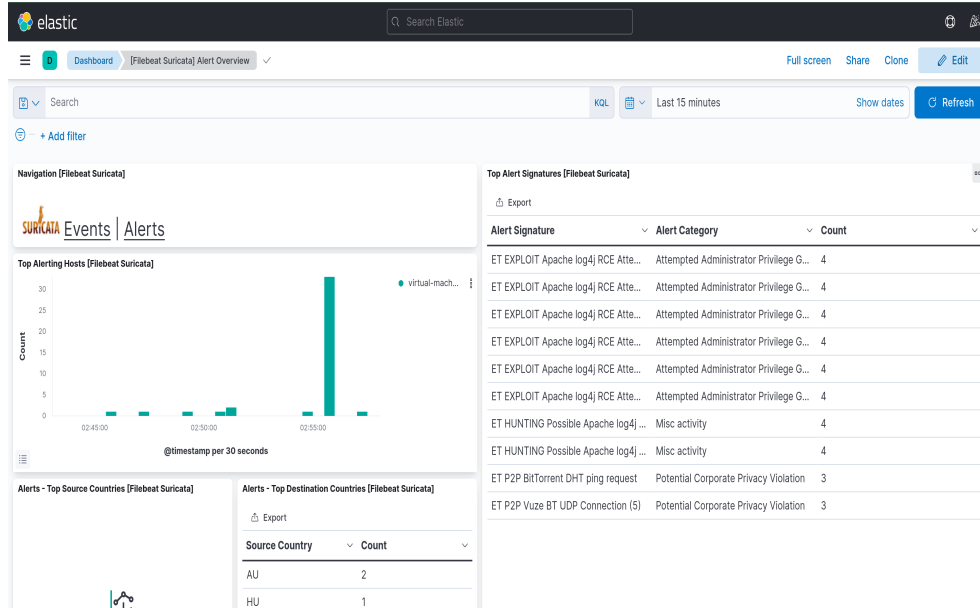 elastic
Search Elastic
D
Dashboard
[Filebeat Suricata] Alert Overview
Full screen
Share
Clone
Edit
Search
KQL
Last 15 minutes
Show dates
Refresh
+ Add filter
Navigation [Filebeat Suricata]
SURICATA Events | Alerts
Top Alerting Hosts [Filebeat Suricata]
30
25
20
15
10
5
0
Count
02:45:00 02:50:00 02:55:00
@timestamp per 30 seconds
virtual-mach...
Alerts - Top Source Countries [Filebeat Suricata]
Alerts - Top Destination Countries [Filebeat Suricata]
Export
Source Country Count
AU 2
HU 1
Top Alert Signatures [Filebeat Suricata]
Export
Alert Signature Alert Category Count
ET EXPLOIT Apache log4j RCE Atte... Attempted Administrator Privilege G... 4
ET EXPLOIT Apache log4j RCE Atte... Attempted Administrator Privilege G... 4
ET EXPLOIT Apache log4j RCE Atte... Attempted Administrator Privilege G... 4
ET EXPLOIT Apache log4j RCE Atte... Attempted Administrator Privilege G... 4
ET EXPLOIT Apache log4j RCE Atte... Attempted Administrator Privilege G... 4
ET EXPLOIT Apache log4j RCE Atte... Attempted Administrator Privilege G... 4
ET HUNTING Possible Apache log4j ... Misc activity 4
ET HUNTING Possible Apache log4j ... Misc activity 4
ET P2P BitTorrent DHT ping request Potential Corporate Privacy Violation 3
ET P2P Vuze BT UDP Connection (5) Potential Corporate Privacy Violation 3